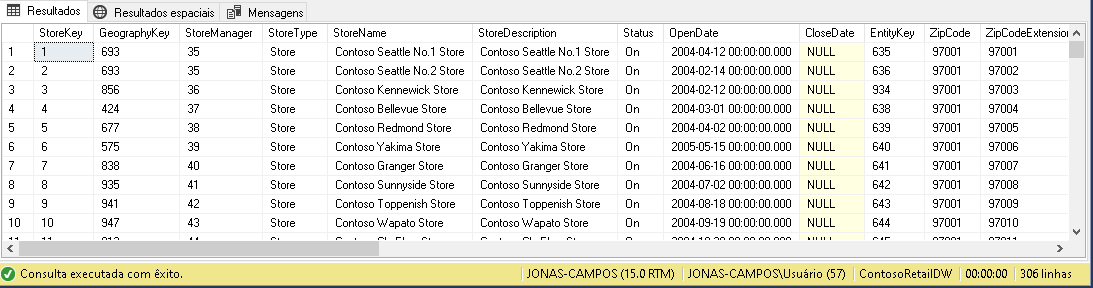 Resultados Resultados espaciais Mensagens
StoreKey GeographyKey StoreManager StoreType StoreName StoreDescription Status OpenDate CloseDate EntityKey ZipCode ZipCodeExtension
1 1 693 35 Store Contoso Seattle No.1 Store Contoso Seattle No.1 Store On 2004-04-12 00:00:00.000 NULL 635 97001 97001
2 2 693 35 Store Contoso Seattle No.2 Store Contoso Seattle No.2 Store On 2004-02-14 00:00:00.000 NULL 636 97001 97002
3 3 856 36 Store Contoso Kennewick Store Contoso Kennewick Store On 2004-02-12 00:00:00.000 NULL 934 97001 97003
4 4 424 37 Store Contoso Bellevue Store Contoso Bellevue Store On 2004-03-01 00:00:00.000 NULL 638 97001 97004
5 5 677 38 Store Contoso Redmond Store Contoso Redmond Store On 2004-04-02 00:00:00.000 NULL 639 97001 97005
6 6 575 39 Store Contoso Yakima Store Contoso Yakima Store On 2005-05-15 00:00:00.000 NULL 640 97001 97006
7 7 838 40 Store Contoso Granger Store Contoso Granger Store On 2004-06-16 00:00:00.000 NULL 641 97001 97007
8 8 935 41 Store Contoso Sunnyside Store Contoso Sunnyside Store On 2004-07-02 00:00:00.000 NULL 642 97001 97008
9 9 941 42 Store Contoso Toppenish Store Contoso Toppenish Store On 2004-08-18 00:00:00.000 NULL 643 97001 97009
10 10 947 43 Store Contoso Wapato Store Contoso Wapato Store On 2004-09-19 00:00:00.000 NULL 644 97001 97010
Consulta executada com êxito. JONAS-CAMPOS (15.0 RTM) JONAS-CAMPOS\Usuário (57) ContosoRetailDW 00:00:00 306 linhas